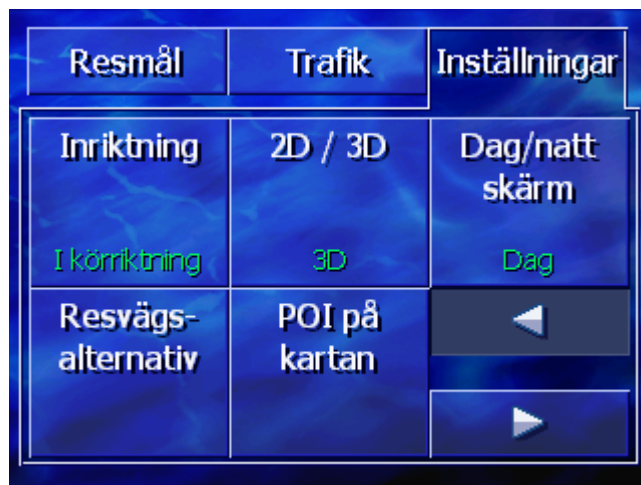 Resmål
Trafik
Inställningar
Inriktning
I körriktning
2D / 3D
3D
Dag/natt
skärm
Dag
Resvägs-
alternativ
POI på
kartan